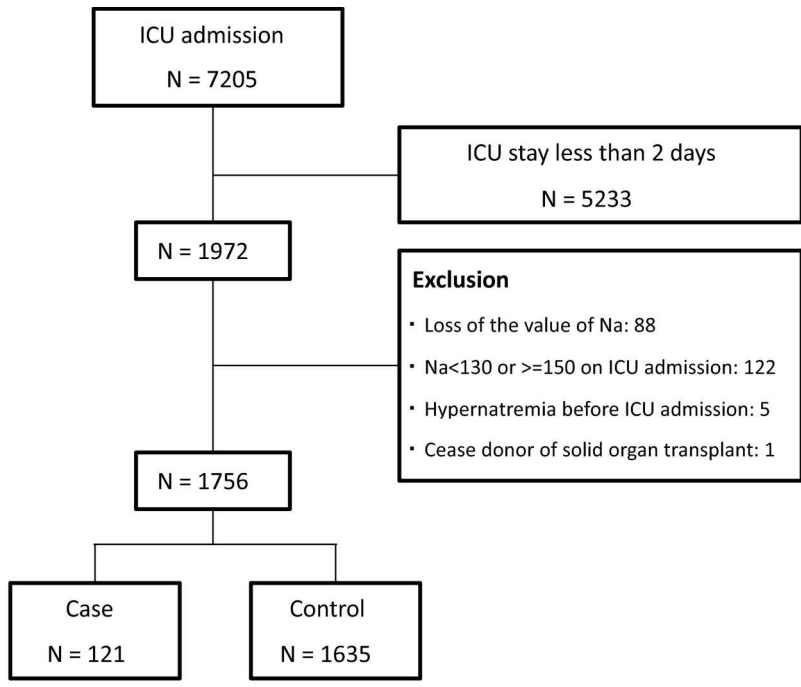 ICU admission
N = 7205
ICU stay less than 2 days
N = 5233
N = 1972
Exclusion
・Loss of the value of Na: 88
・Na<130 or >=150 on ICU admission: 122
・Hypernatremia before ICU admission: 5
・Cease donor of solid organ transplant: 1
N = 1756
Case
N = 121
Control
N = 1635